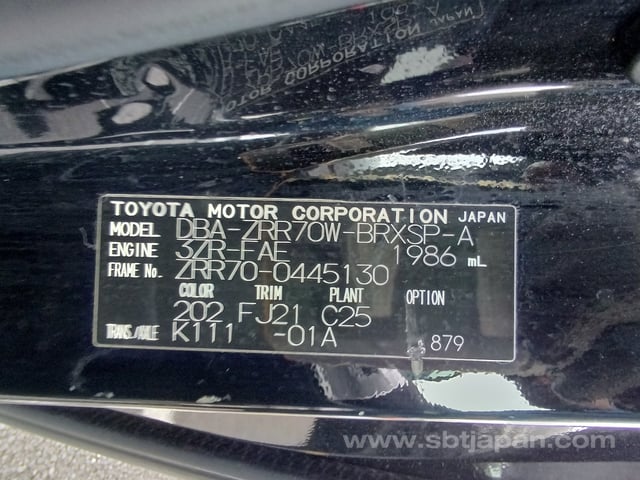 TOYOTA MOTOR CORPORATION JAPAN
MODEL DBA-ZRR70W-BRXSP-A
ENGINE 3ZR-FAE 1986 mL
FRAME No. ZRR70-0445130
COLOR TRIM PLANT OPTION
202 FJ21 C25
TRANS/AXLE K111 -01A 879
www.sbtjapan.com